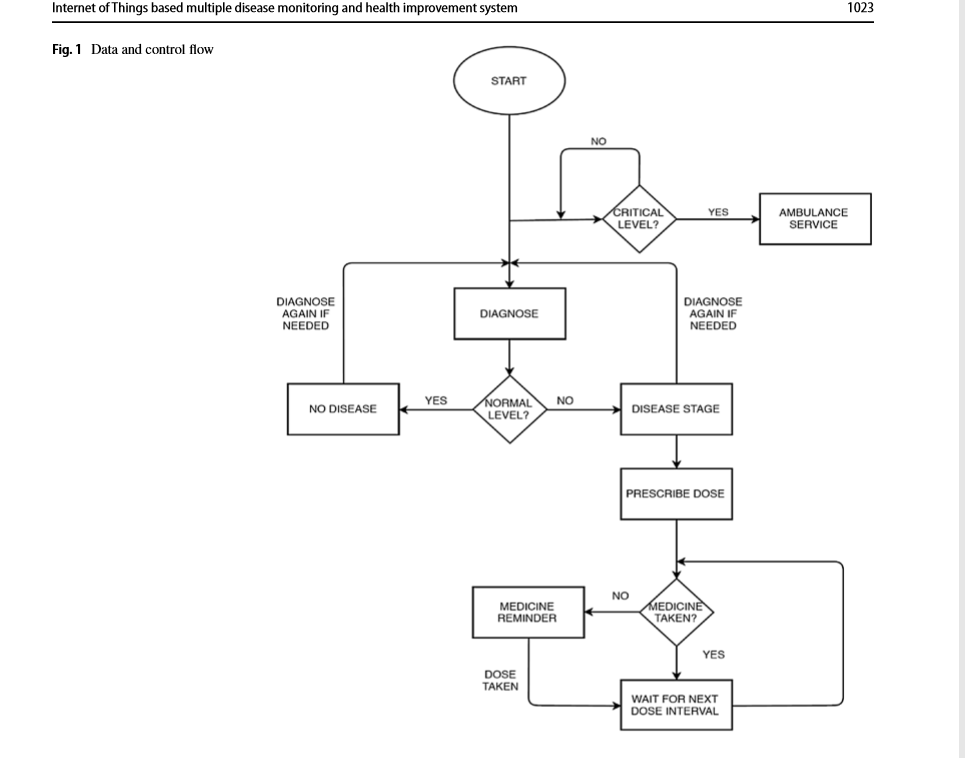 Internet of Things based multiple disease monitoring and health improvement system 1023
Fig. 1 Data and control flow
START
NO
CRITICAL
LEVEL?
YES
AMBULANCE
SERVICE
DIAGNOSE
AGAIN IF
NEEDED
DIAGNOSE
DIAGNOSE
AGAIN IF
NEEDED
NO DISEASE
YES
NORMAL
LEVEL?
NO
DISEASE STAGE
PRESCRIBE DOSE
MEDICINE
REMINDER
NO
MEDICINE
TAKEN?
YES
DOSE
TAKEN
WAIT FOR NEXT
DOSE INTERVAL